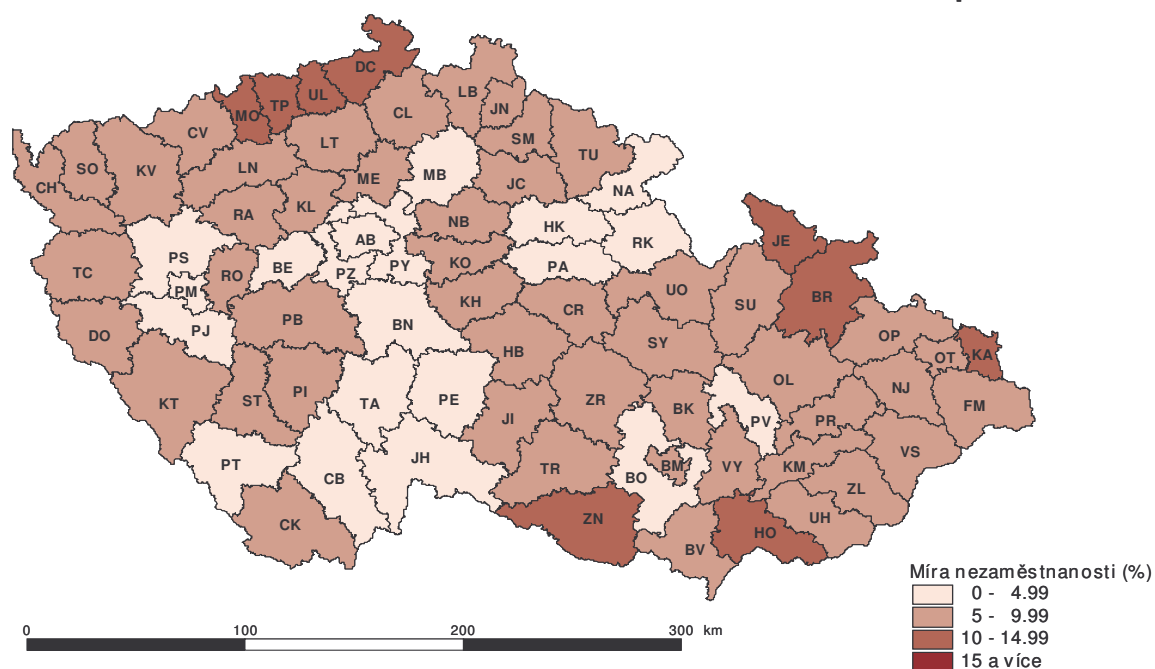 DC
UL
TP
MO
LB
JN
CL
CV
LT
SM
TU
LN
SO
KV
CH
ME
MB
JC
NA
RA
KL
NB
HK
AB
RK
JE
PS
BE
KO
PA
PZ
PY
TC
RO
PM
UO
BR
SU
KH
CR
PB
BN
PJ
DO
SY
OP
HB
OT
KA
OL
NJ
PI
ST
KT
TA
PE
ZR
BK
FM
JI
PV
PR
VS
JH
PT
TR
BM
VY
KM
CB
BO
ZL
CK
ZN
UH
HO
BV
Míra nezaměstnanosti (%)
0 - 4.99
5 - 9.99
10 - 14.99
15 a více
0 100 200 300 km